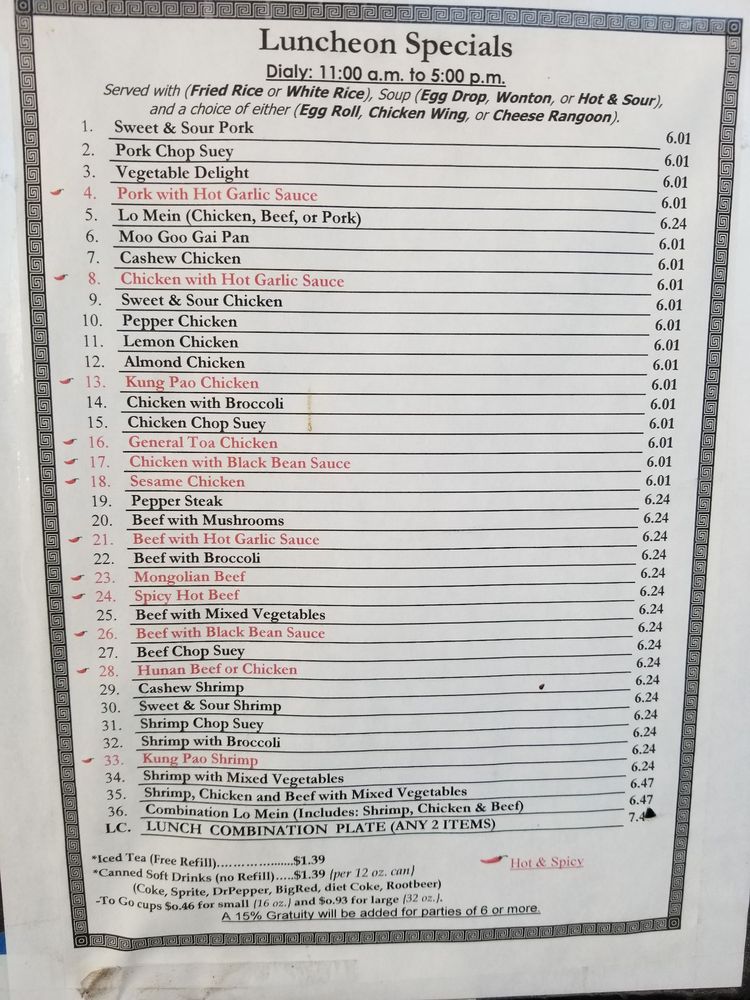 Luncheon Specials
Dialy: 11:00 a.m. to 5:00 p.m.
Served with (Fried Rice or White Rice), Soup (Egg Drop, Wonton, or Hot & Sour),
and a choice of either (Egg Roll, Chicken Wing, or Cheese Rangoon).
1. Sweet & Sour Pork 6.01
2. Pork Chop Suey 6.01
3. Vegetable Delight 6.01
4. Pork with Hot Garlic Sauce 6.01
5. Lo Mein (Chicken, Beef, or Pork) 6.24
6. Moo Goo Gai Pan 6.01
7. Cashew Chicken 6.01
8. Chicken with Hot Garlic Sauce 6.01
9. Sweet & Sour Chicken 6.01
10. Pepper Chicken 6.01
11. Lemon Chicken 6.01
12. Almond Chicken 6.01
13. Kung Pao Chicken 6.01
14. Chicken with Broccoli 6.01
15. Chicken Chop Suey 6.01
16. General Toa Chicken 6.01
17. Chicken with Black Bean Sauce 6.01
18. Sesame Chicken 6.01
19. Pepper Steak 6.24
20. Beef with Mushrooms 6.24
21. Beef with Hot Garlic Sauce 6.24
22. Beef with Broccoli 6.24
23. Mongolian Beef 6.24
24. Spicy Hot Beef 6.24
25. Beef with Mixed Vegetables 6.24
26. Beef with Black Bean Sauce 6.24
27. Beef Chop Suey 6.24
28. Hunan Beef or Chicken 6.24
29. Cashew Shrimp 6.24
30. Sweet & Sour Shrimp 6.24
31. Shrimp Chop Suey 6.24
32. Shrimp with Broccoli 6.24
33. Kung Pao Shrimp 6.24
34. Shrimp with Mixed Vegetables 6.24
35. Shrimp, Chicken and Beef with Mixed Vegetables 6.47
36. Combination Lo Mein (Includes: Shrimp, Chicken & Beef) 6.47
LC. LUNCH COMBINATION PLATE (ANY 2 ITEMS)
*Iced Tea (Free Refill)..................$1.39
Hot & Spicy
*Canned Soft Drinks (no Refill).....$1.39 (per 12 oz. can)
(Coke, Sprite, DrPepper, BigRed, diet Coke, Rootbeer)
-To Go cups $0.46 for small (16 oz.) and $0.93 for large (32 oz.).
A 15% Gratuity will be added for parties of 6 or more.